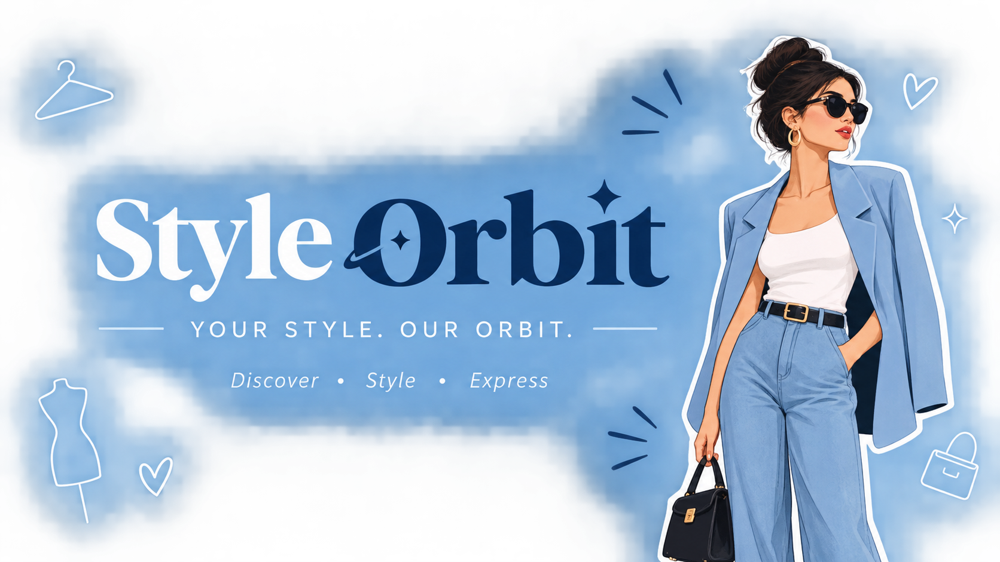 Style Orbit
YOUR STYLE. OUR ORBIT.
Discover • Style • Express